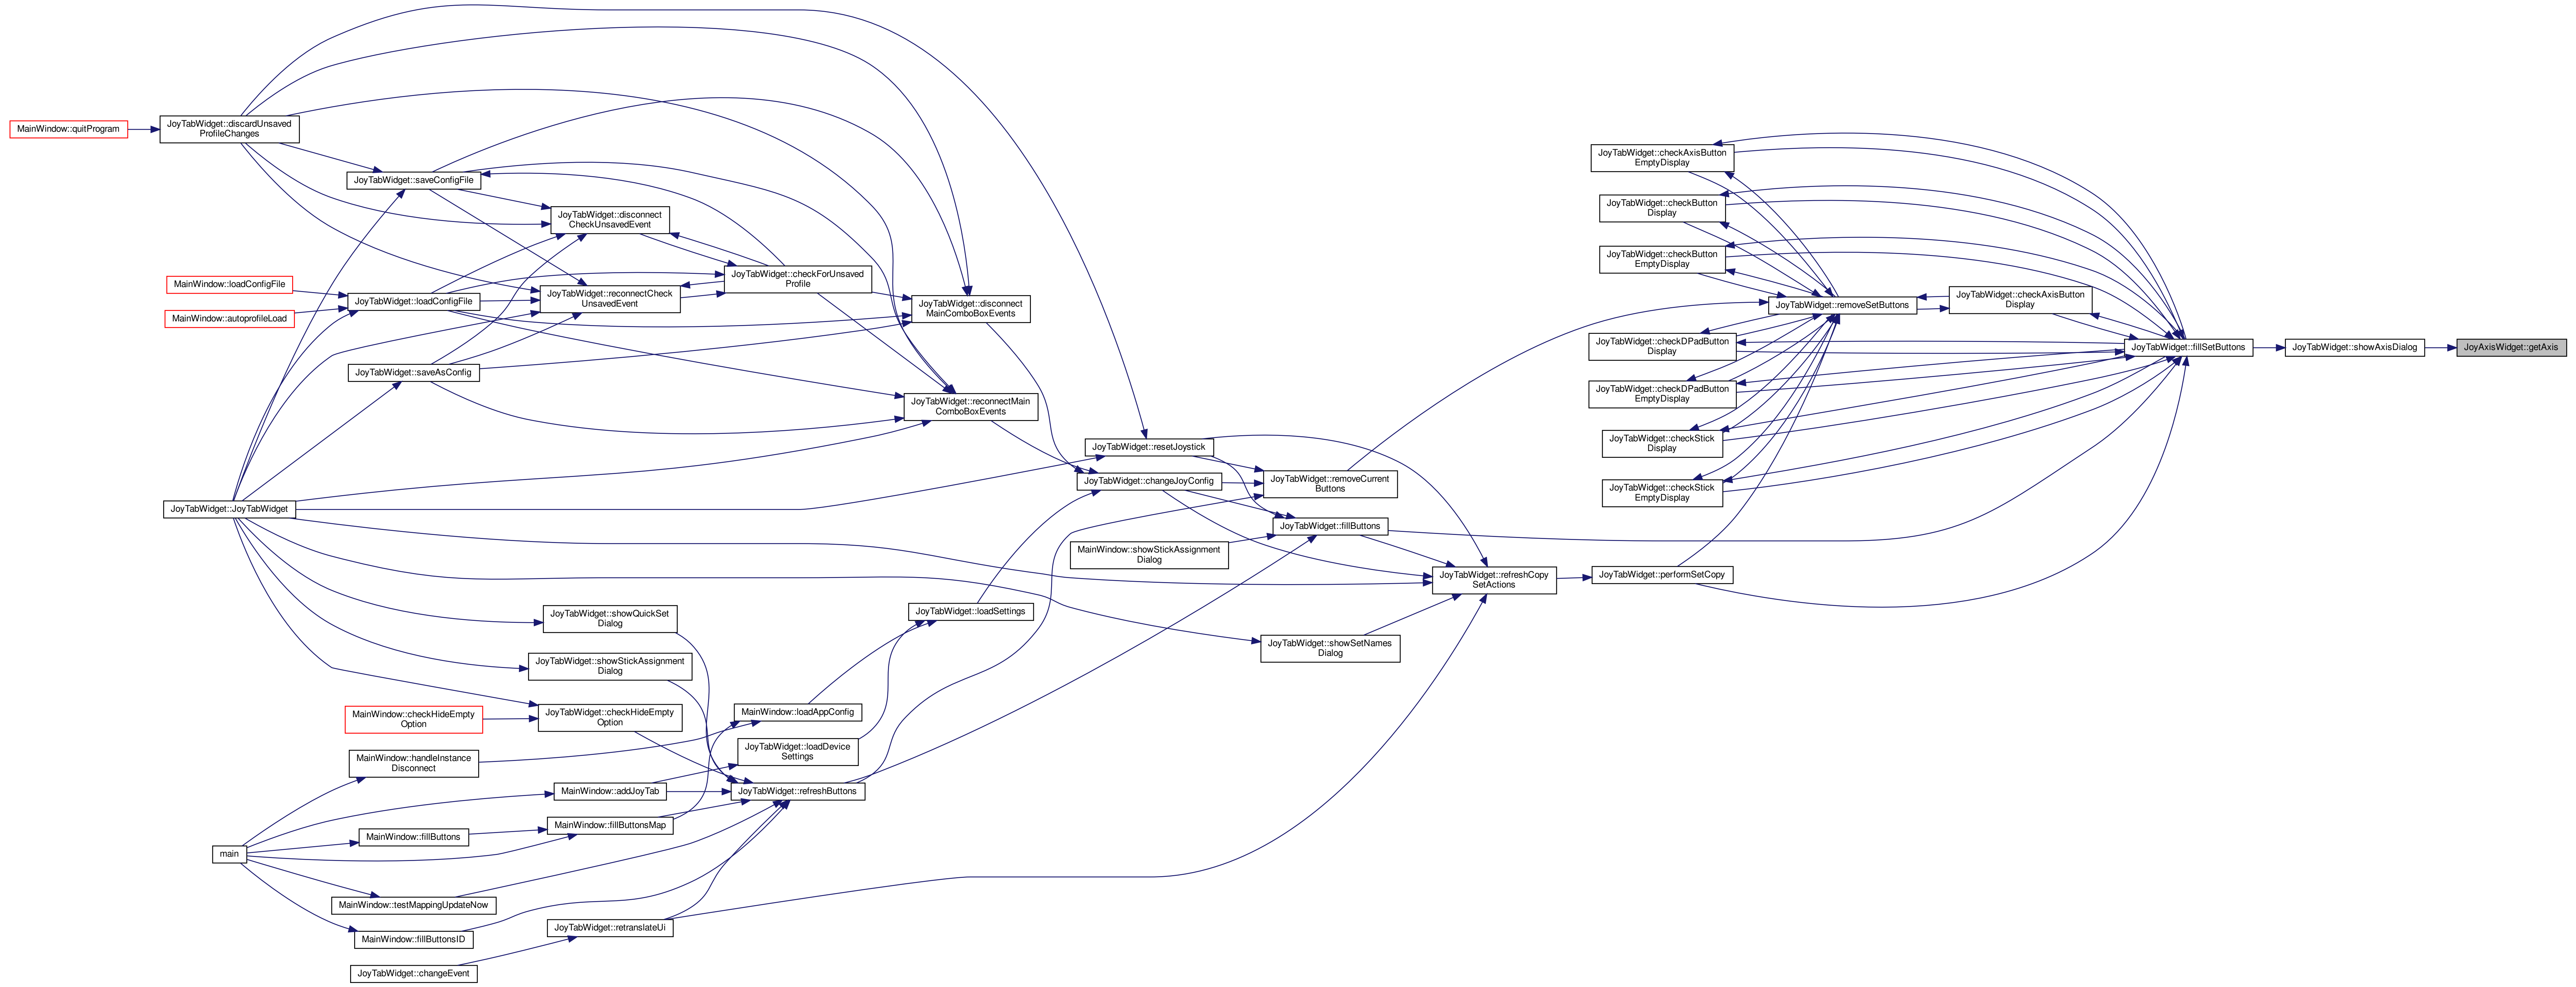 MainWindow::quitProgram
JoyTabWidget::discardUnsaved
ProfileChanges
JoyTabWidget::saveConfigFile
JoyTabWidget::disconnect
CheckUnsavedEvent
MainWindow::loadConfigFile
MainWindow::autoprofileLoad
JoyTabWidget::loadConfigFile
JoyTabWidget::reconnectCheck
UnsavedEvent
JoyTabWidget::checkForUnsaved
Profile
JoyTabWidget::disconnect
MainComboBoxEvents
JoyTabWidget::saveAsConfig
JoyTabWidget::reconnectMain
ComboBoxEvents
JoyTabWidget::resetJoystick
JoyTabWidget::changeJoyConfig
JoyTabWidget::removeCurrent
Buttons
JoyTabWidget::JoyTabWidget
JoyTabWidget::fillButtons
MainWindow::showStickAssignment
Dialog
JoyTabWidget::refreshCopy
SetActions
JoyTabWidget::performSetCopy
JoyTabWidget::showQuickSet
Dialog
JoyTabWidget::loadSettings
JoyTabWidget::showSetNames
Dialog
JoyTabWidget::showStickAssignment
Dialog
MainWindow::checkHideEmpty
Option
JoyTabWidget::checkHideEmpty
Option
MainWindow::loadAppConfig
MainWindow::handleInstance
Disconnect
JoyTabWidget::loadDevice
Settings
MainWindow::addJoyTab
JoyTabWidget::refreshButtons
MainWindow::fillButtonsMap
MainWindow::fillButtons
main
MainWindow::testMappingUpdateNow
JoyTabWidget::retranslateUi
MainWindow::fillButtonsID
JoyTabWidget::changeEvent
JoyTabWidget::checkAxisButton
EmptyDisplay
JoyTabWidget::checkButton
Display
JoyTabWidget::checkButton
EmptyDisplay
JoyTabWidget::removeSetButtons
JoyTabWidget::checkAxisButton
Display
JoyTabWidget::checkDPadButton
Display
JoyTabWidget::checkDPadButton
EmptyDisplay
JoyTabWidget::checkStick
Display
JoyTabWidget::checkStick
EmptyDisplay
JoyTabWidget::fillSetButtons
JoyTabWidget::showAxisDialog
JoyAxisWidget::getAxis